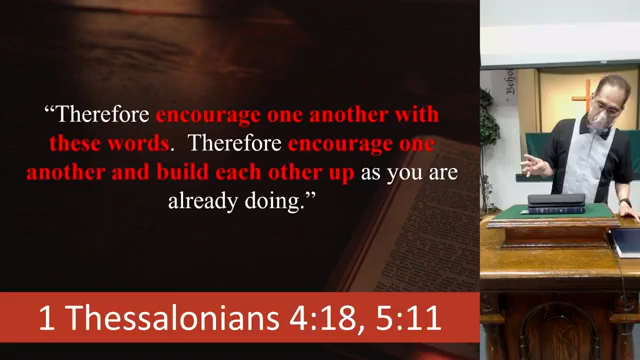 “Therefore encourage one another with
these words.  Therefore encourage one
another and build each other up as you are
already doing.”
1 Thessalonians 4:18, 5:11